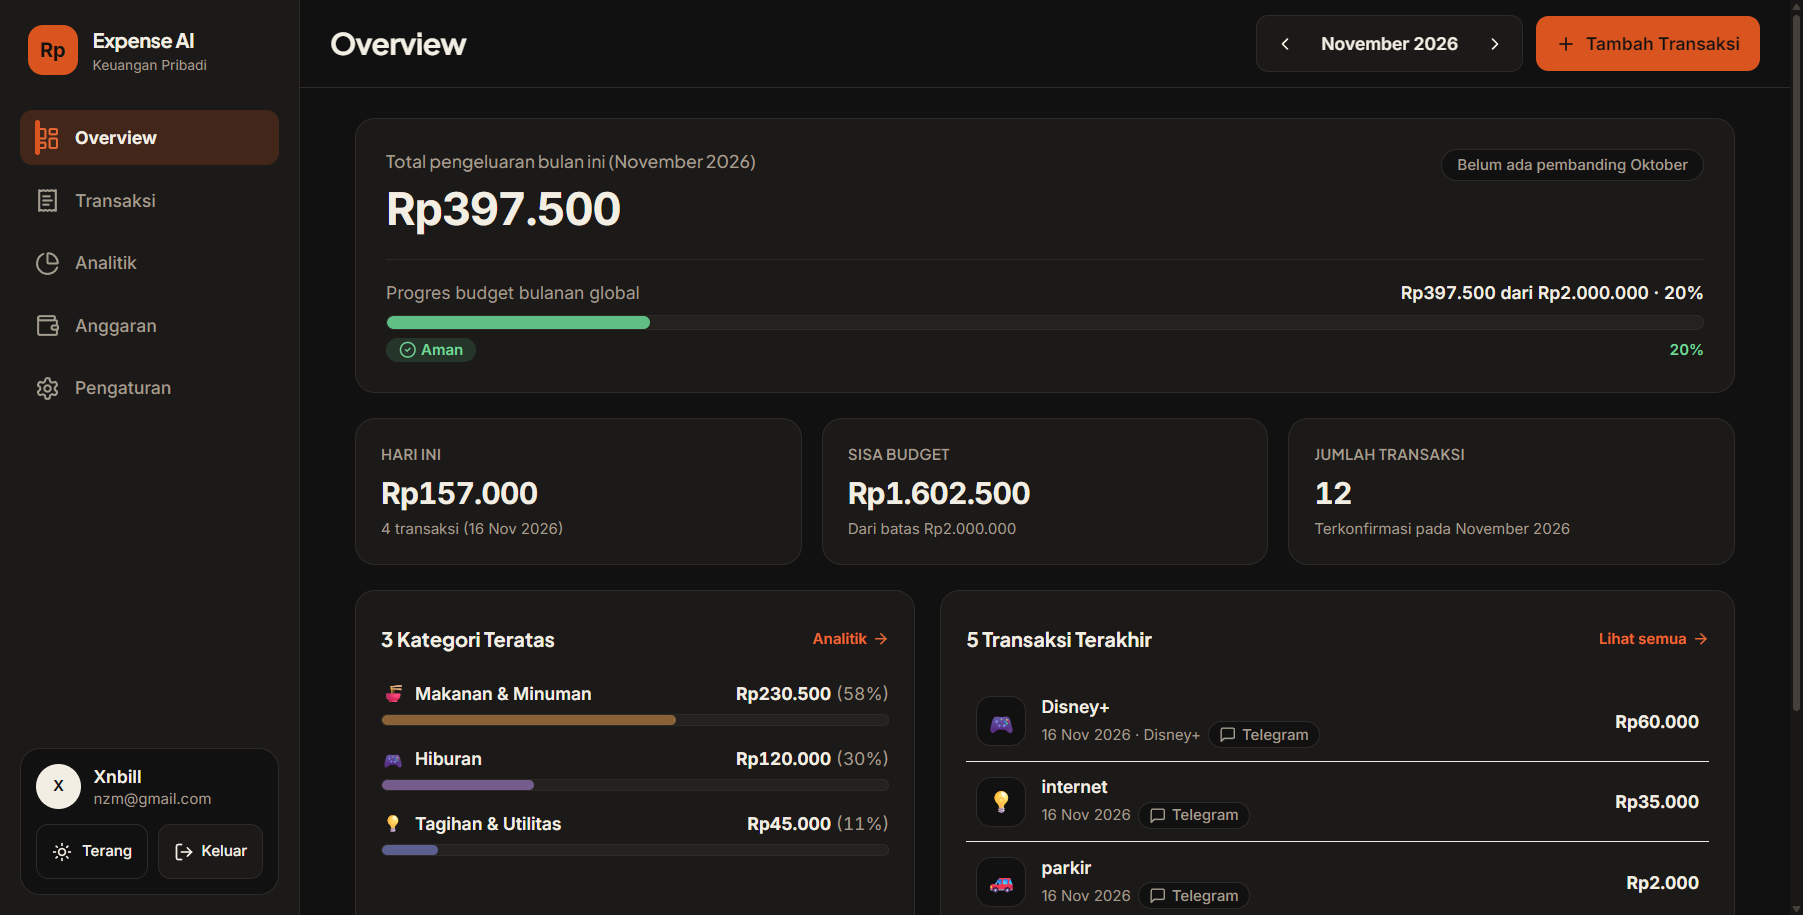 Rp
Expense AI
Keuangan Pribadi
Overview
Transaksi
Analitik
Anggaran
Pengaturan
X
Xnbill
nzm@gmail.com
Terang
Keluar
Overview
November 2026
Tambah Transaksi
Total pengeluaran bulan ini (November 2026)
Belum ada pembanding Oktober
Rp397.500
Progres budget bulanan global
Rp397.500 dari Rp2.000.000 · 20%
Aman
20%
HARI INI
Rp157.000
4 transaksi (16 Nov 2026)
SISA BUDGET
Rp1.602.500
Dari batas Rp2.000.000
JUMLAH TRANSAKSI
12
Terkonfirmasi pada November 2026
3 Kategori Teratas
Analitik →
Makanan & Minuman
Rp230.500 (58%)
Hiburan
Rp120.000 (30%)
Tagihan & Utilitas
Rp45.000 (11%)
5 Transaksi Terakhir
Lihat semua →
Disney+
16 Nov 2026 · Disney+
Telegram
Rp60.000
internet
16 Nov 2026
Telegram
Rp35.000
parkir
16 Nov 2026
Telegram
Rp2.000